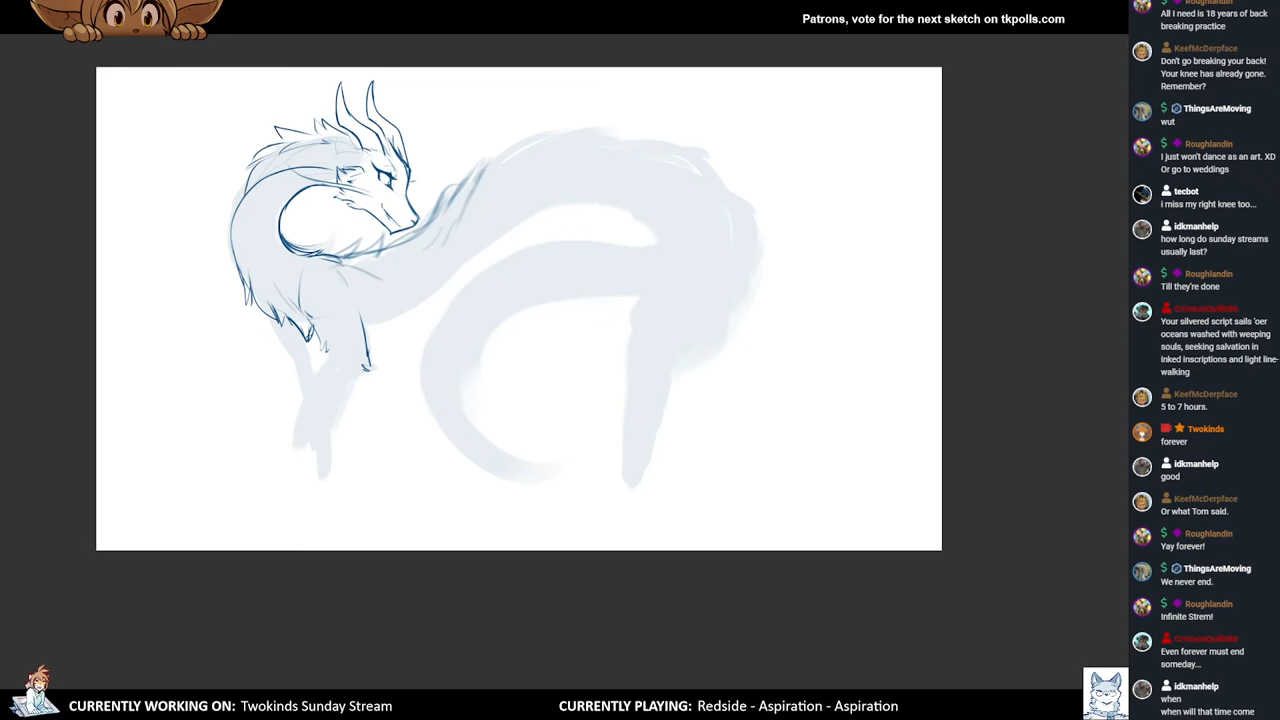 Patrons, vote for the next sketch on tkpolls.com
Roughlandin
All I need is 18 years of back
breaking practice
KeefMcDerpface
Don't go breaking your back!
Your knee has already gone.
Remember?
$ ThingsAreMoving
wut
$ Roughlandin
I just won't dance as an art. XD
Or go to weddings
tecbot
i miss my right knee too...
idkmanhelp
how long do sunday streams
usually last?
$ Roughlandin
Till they're done
Your silvered script sails 'oer
oceans washed with weeping
souls, seeking salvation in
inked inscriptions and light line-
walking
KeefMcDerpface
5 to 7 hours.
Twokinds
forever
idkmanhelp
good
KeefMcDerpface
Or what Tom said.
$ Roughlandin
Yay forever!
$ ThingsAreMoving
We never end.
$ Roughlandin
Infinite Strem!
Even forever must end
someday...
idkmanhelp
when
when will that time come
CURRENTLY WORKING ON: Twokinds Sunday Stream
CURRENTLY PLAYING: Redside - Aspiration - Aspiration